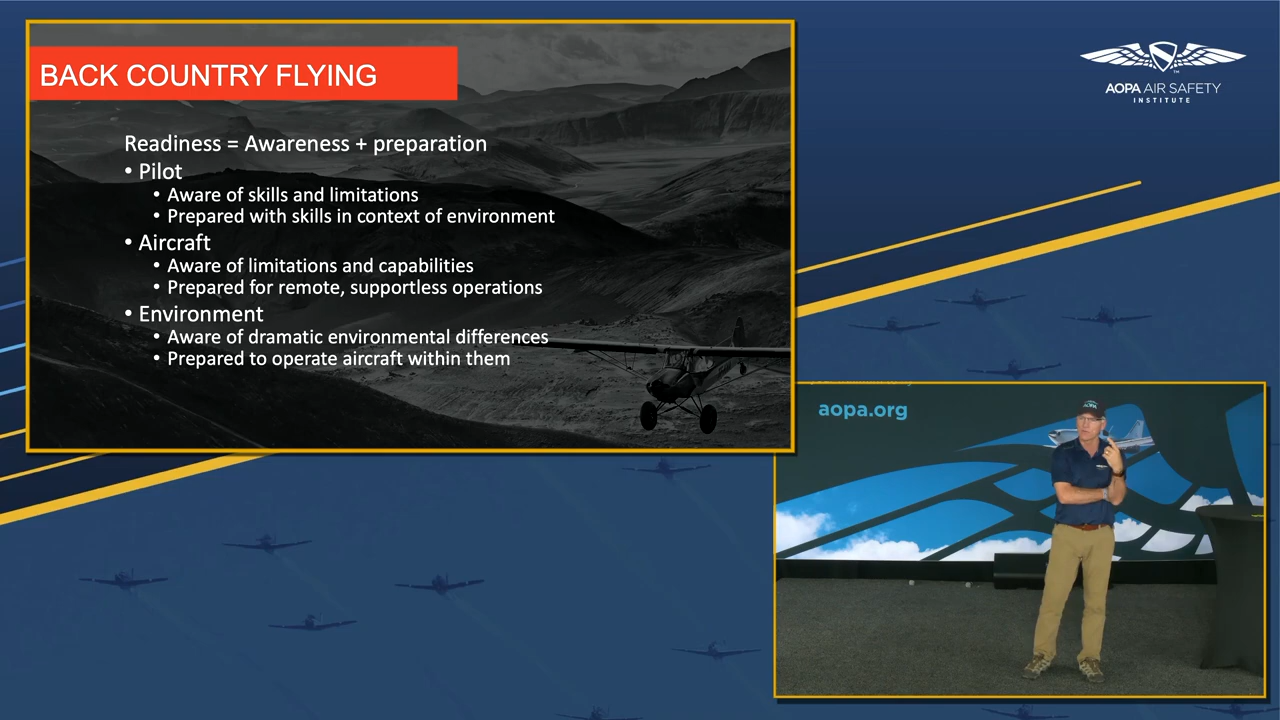 BACK COUNTRY FLYING
Readiness = Awareness + preparation
• Pilot
• Aware of skills and limitations
• Prepared with skills in context of environment
• Aircraft
• Aware of limitations and capabilities
• Prepared for remote, supportless operations
• Environment
• Aware of dramatic environmental differences
• Prepared to operate aircraft within them
AOPA AIR SAFETY
INSTITUTE
aopa.org